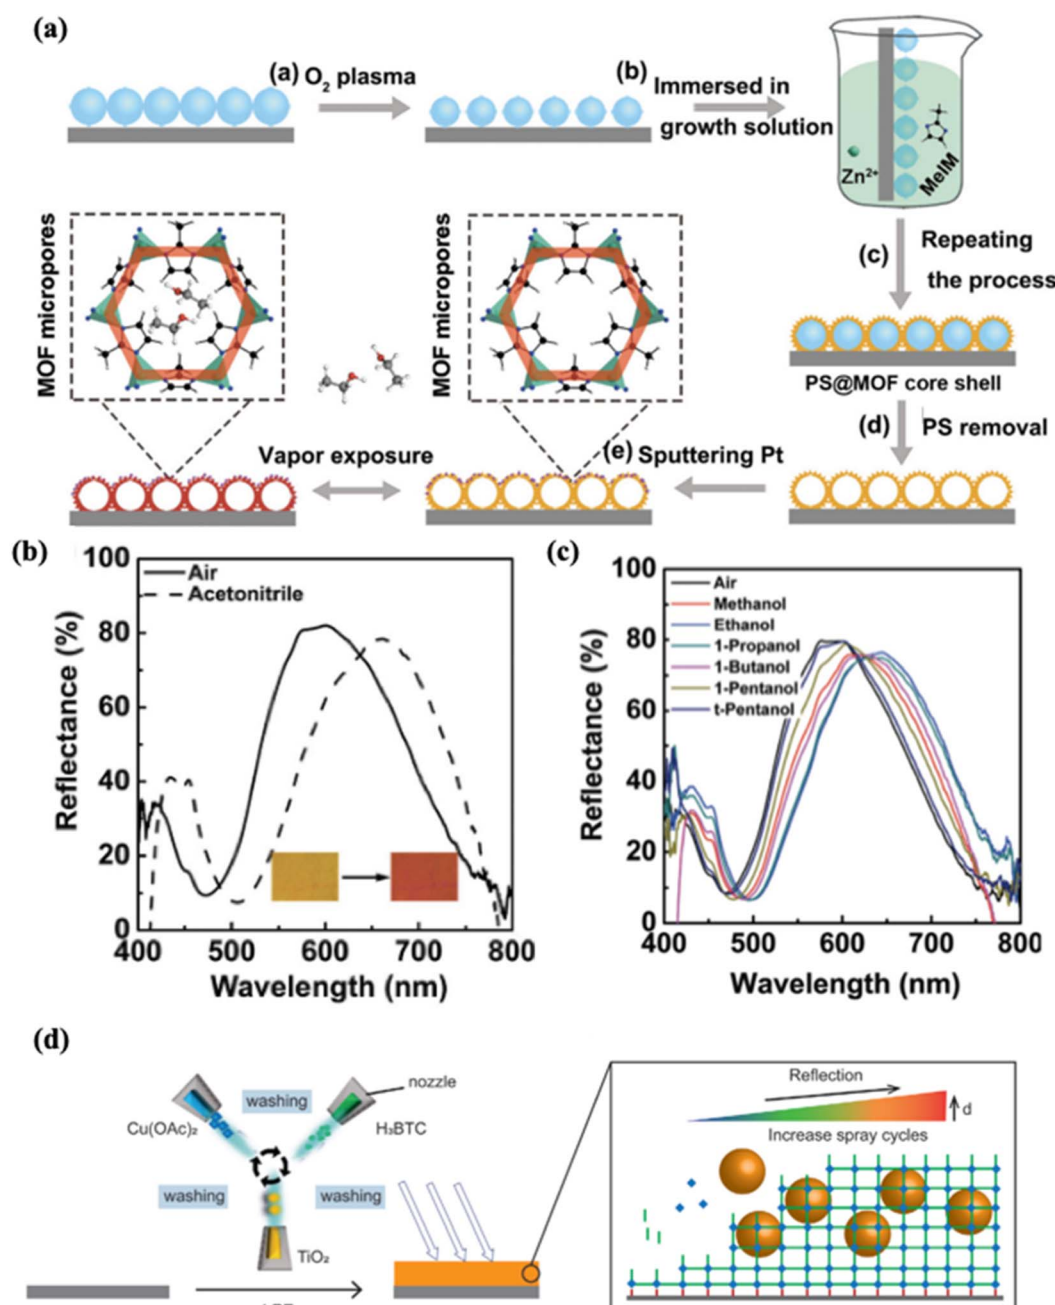 (a)
(a) O₂ plasma
(b) Immersed in
growth solution
Zn²⁺
MeIM
(c) Repeating
the process
PS@MOF core shell
(d) PS removal
MOF micropores
MOF micropores
Vapor exposure
(e) Sputtering Pt
(b)
100
80
60
40
20
0
Reflectance (%)
Air
Acetonitrile
400 500 600 700 800
Wavelength (nm)
(c)
100
80
60
40
20
0
Reflectance (%)
Air
Methanol
Ethanol
1-Propanol
1-Butanol
1-Pentanol
t-Pentanol
400 500 600 700 800
Wavelength (nm)
(d)
washing
nozzle
Cu(OAc)₂
H₃BTC
washing
washing
TiO₂
Reflection
d
Increase spray cycles